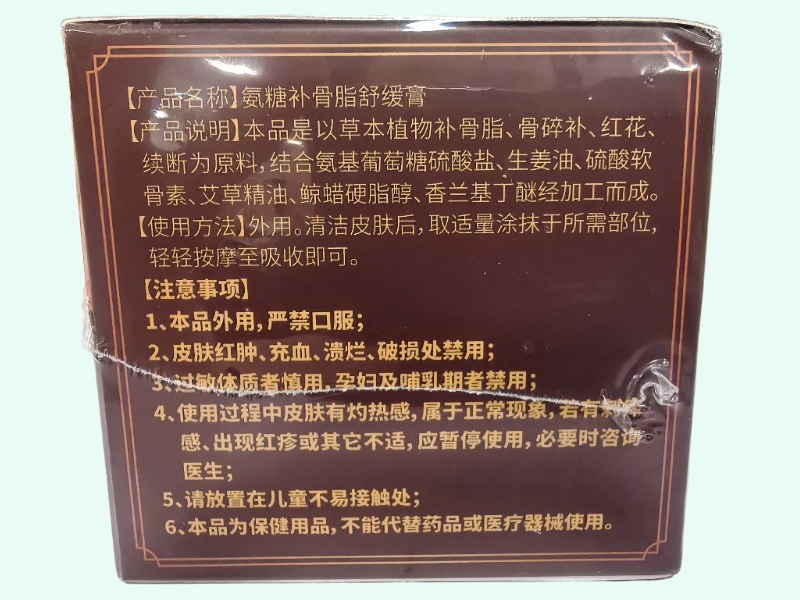 【产品名称】氨糖补骨脂舒缓膏
【产品说明】本品是以草本植物补骨脂、骨碎补、红花、
续断为原料,结合氨基葡萄糖硫酸盐、生姜油、硫酸软
骨素、艾草精油、鲸蜡硬脂醇、香兰基丁醚经加工而成。
【使用方法】外用。清洁皮肤后,取适量涂抹于所需部位,
轻轻按摩至吸收即可。
【注意事项】
1、本品外用,严禁口服;
2、皮肤红肿、充血、溃烂、破损处禁用;
3、过敏体质者慎用,孕妇及哺乳期者禁用;
4、使用过程中皮肤有灼热感,属于正常现象,若有刺痒
感、出现红疹或其它不适,应暂停使用,必要时咨询
医生;
5、请放置在儿童不易接触处;
6、本品为保健用品,不能代替药品或医疗器械使用。